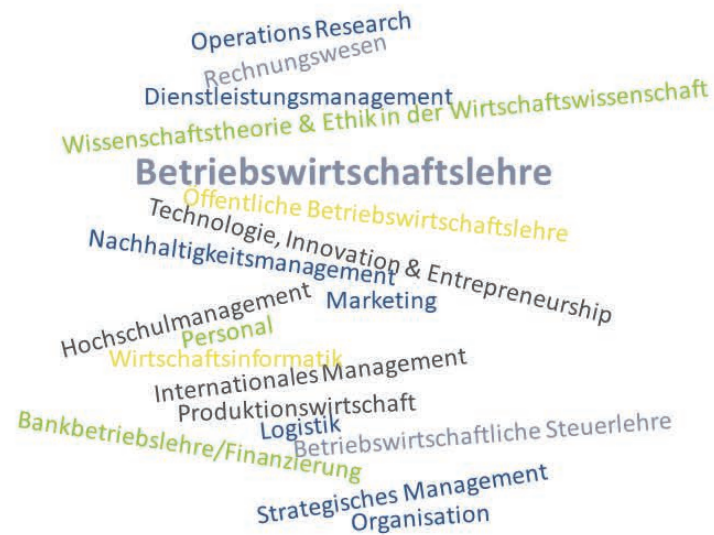 Operations Research
Rechnungswesen
Dienstleistungsmanagement
Wissenschaftstheorie & Ethik in der Wirtschaftswissenschaft
Betriebswirtschaftslehre
Öffentliche Betriebswirtschaftslehre
Technologie, Innovation & Entrepreneurship
Nachhaltigkeitsmanagement
Marketing
Hochschulmanagement
Personal
Wirtschaftsinformatik
Internationales Management
Produktionswirtschaft
Logistik
Betriebswirtschaftliche Steuerlehre
Bankbetriebslehre/Finanzierung
Strategisches Management
Organisation